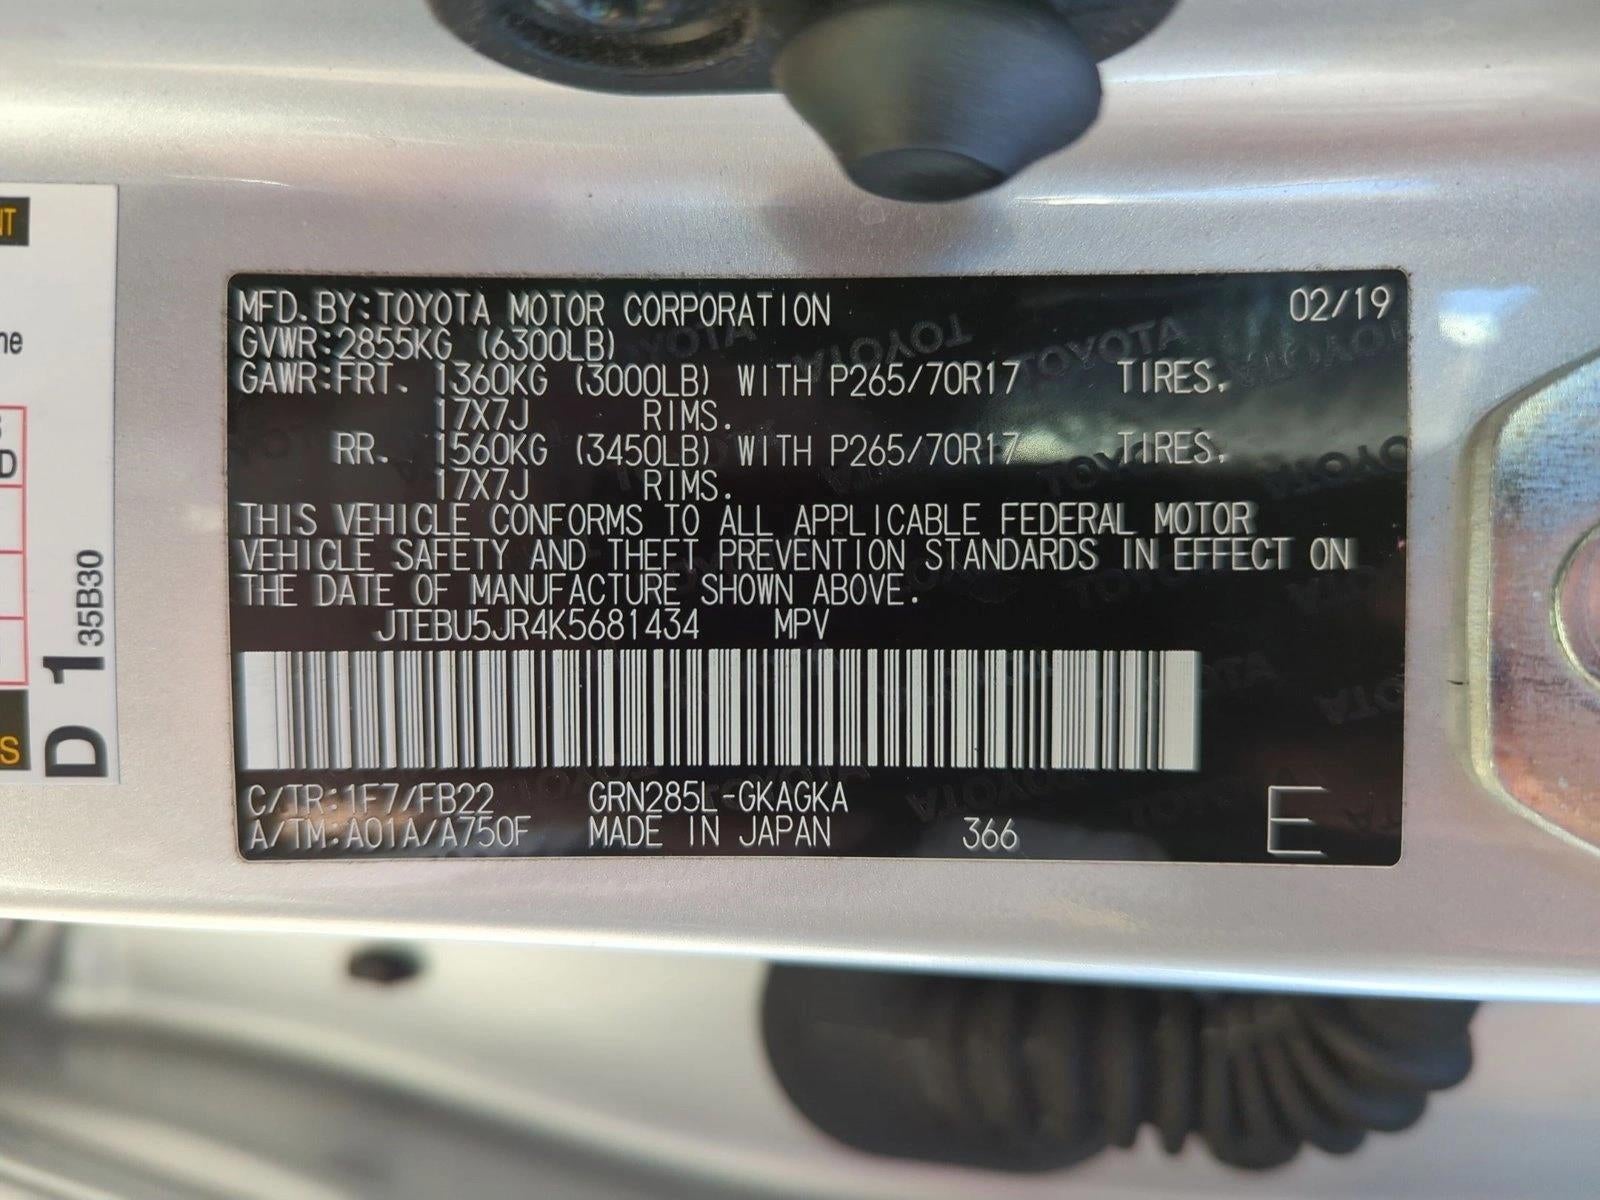 MFD. BY:TOYOTA MOTOR CORPORATION 02/19
GVWR:2855KG (6300LB)
GAWR:FRT. 1360KG (3000LB) WITH P265/70R17 TIRES,
17X7J RIMS.
RR. 1560KG (3450LB) WITH P265/70R17 TIRES,
17X7J RIMS.
THIS VEHICLE CONFORMS TO ALL APPLICABLE FEDERAL MOTOR
VEHICLE SAFETY AND THEFT PREVENTION STANDARDS IN EFFECT ON
THE DATE OF MANUFACTURE SHOWN ABOVE.
JTEBU5JR4K5681434 MPV
C/TR:1F7/FB22 GRN285L-GKAGKA
A/TM:A01A/A750F MADE IN JAPAN 366 E
D 1 35B30